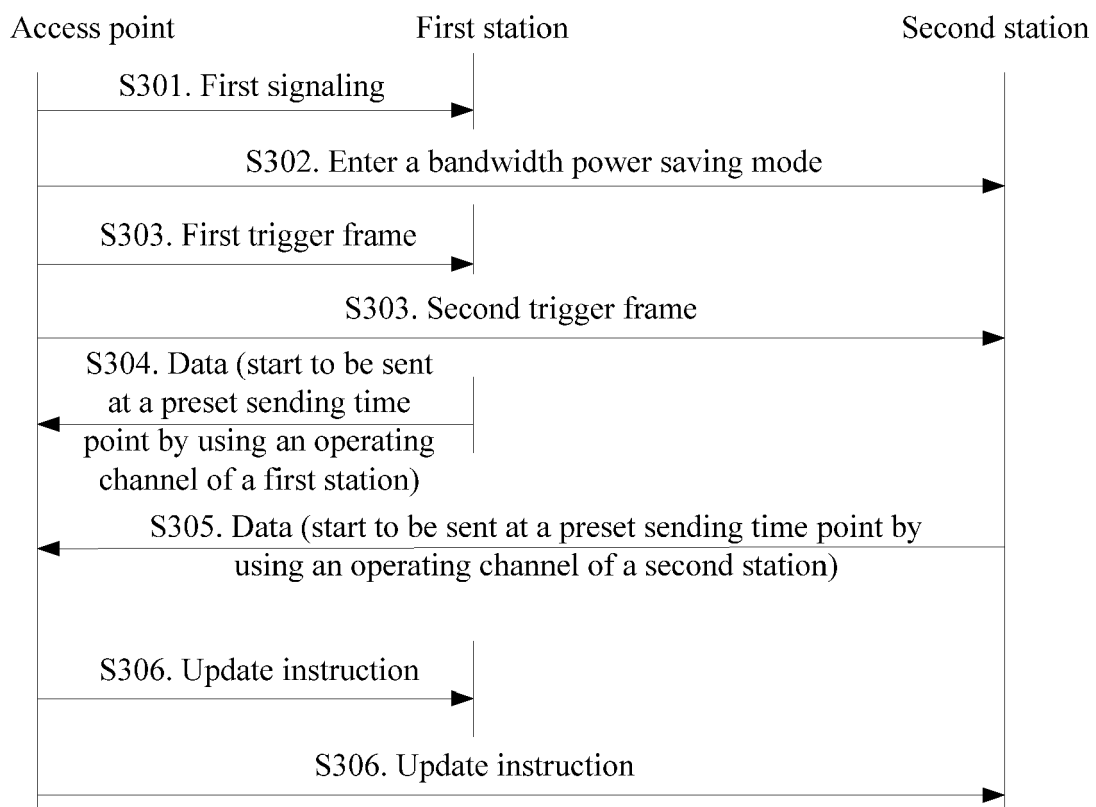 Access point
First station
Second station
S301. First signaling
S302. Enter a bandwidth power saving mode
S303. First trigger frame
S303. Second trigger frame
S304. Data (start to be sent
at a preset sending time
point by using an operating
channel of a first station)
S305. Data (start to be sent at a preset sending time point by
using an operating channel of a second station)
S306. Update instruction
S306. Update instruction